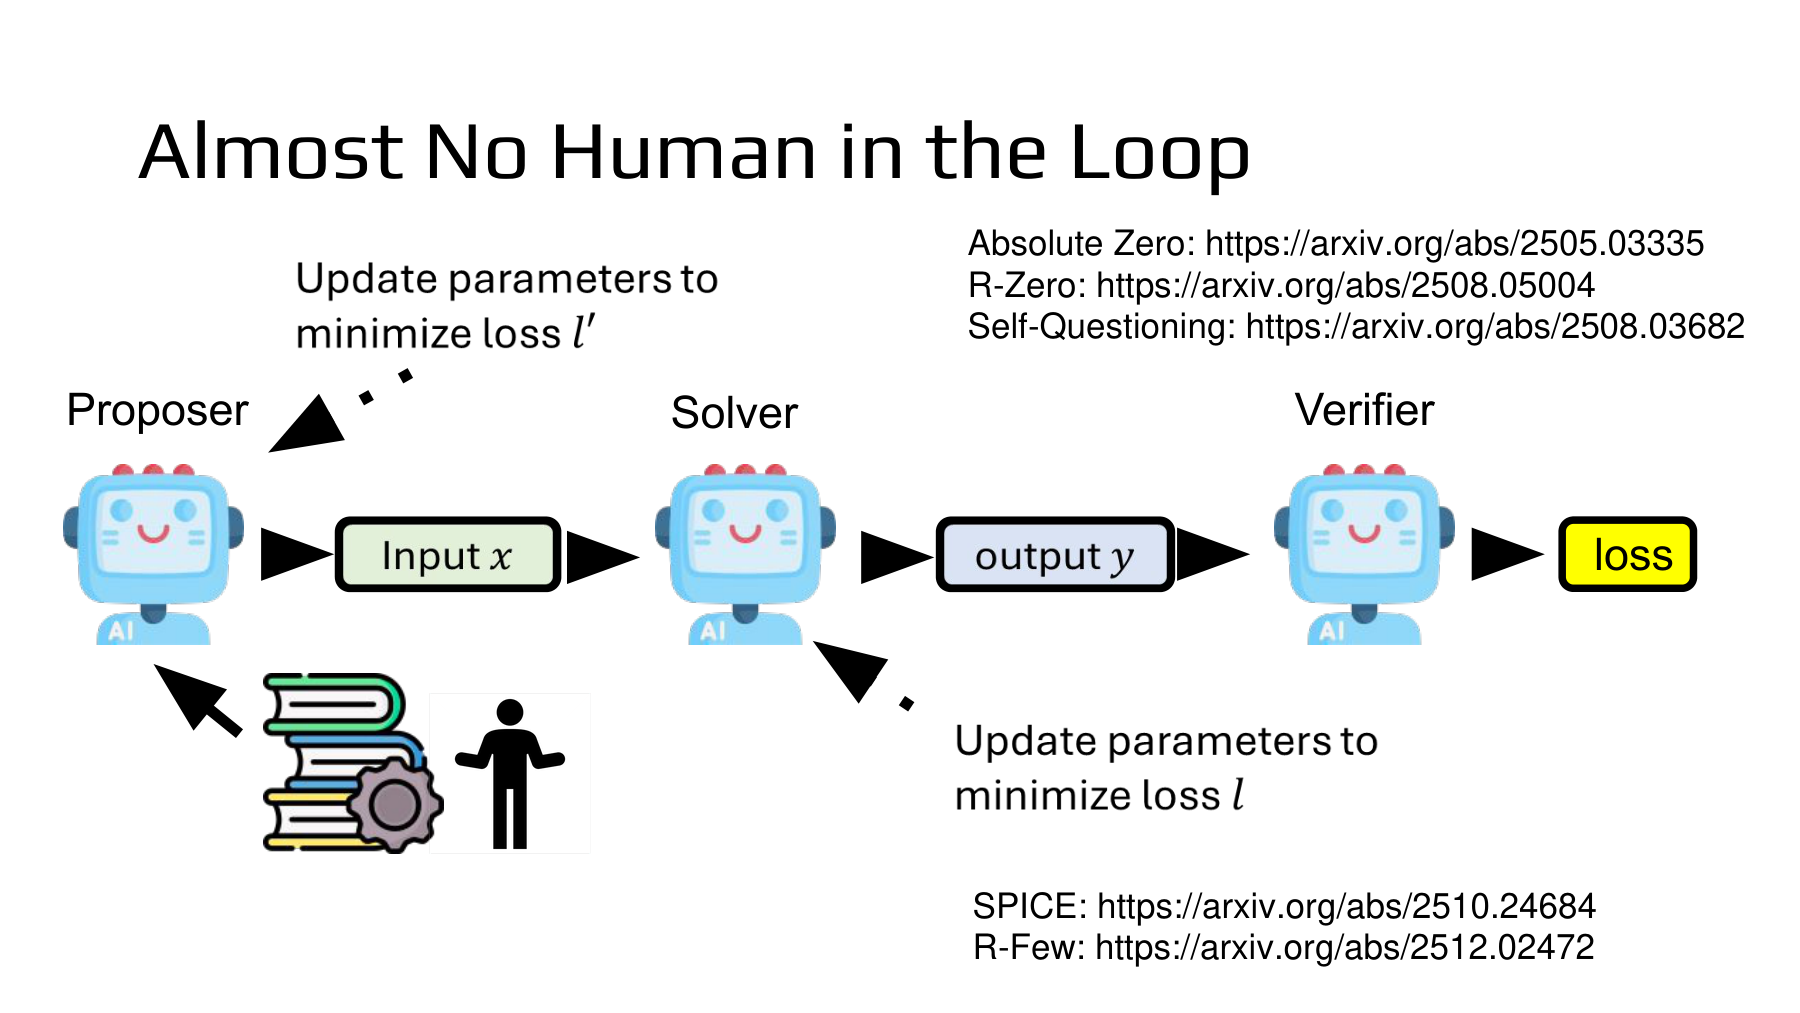 Almost No Human in the Loop
Absolute Zero: https://arxiv.org/abs/2505.03335
R-Zero: https://arxiv.org/abs/2508.05004
Self-Questioning: https://arxiv.org/abs/2508.03682
Update parameters to
minimize loss l′
Proposer
Solver
Verifier
Input x
output y
loss
AI
AI
AI
Update parameters to
minimize loss l
SPICE: https://arxiv.org/abs/2510.24684
R-Few: https://arxiv.org/abs/2512.02472